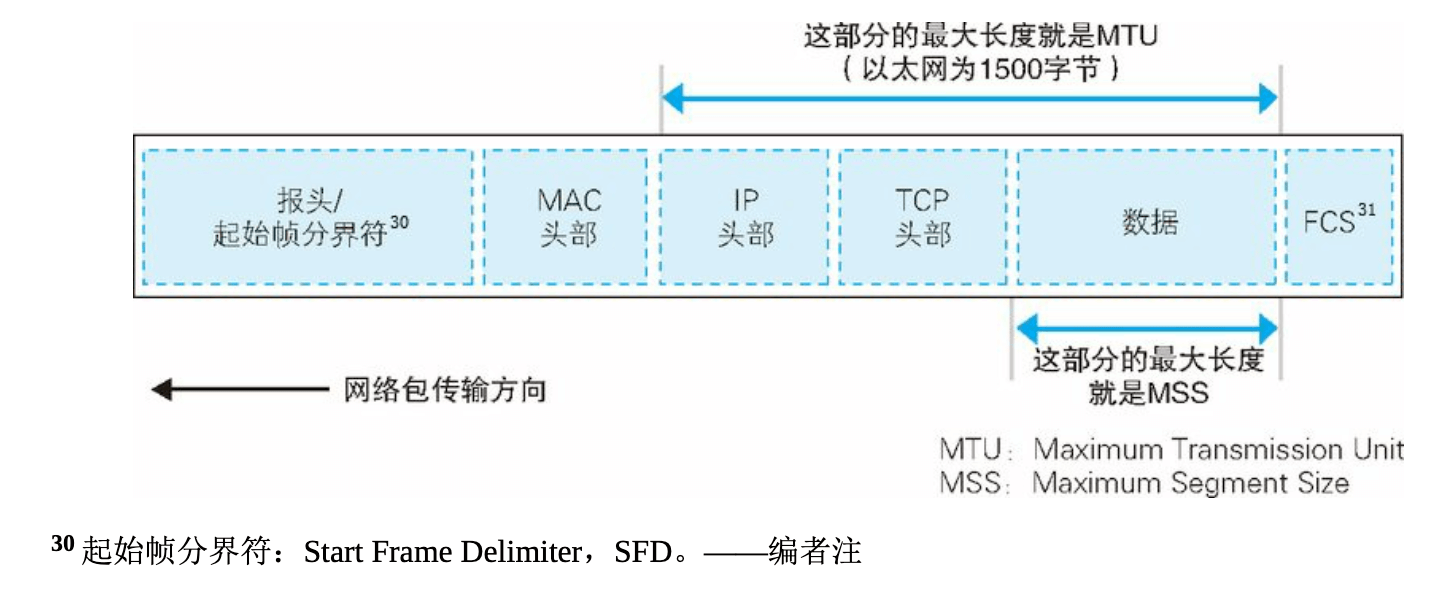 这部分的最大长度就是MTU
（以太网为1500字节）
报头/
起始帧分界符30
MAC
头部
IP
头部
TCP
头部
数据
FCS31
这部分的最大长度
就是MSS
网络包传输方向
MTU：Maximum Transmission Unit
MSS：Maximum Segment Size
30 起始帧分界符：Start Frame Delimiter，SFD。——编者注